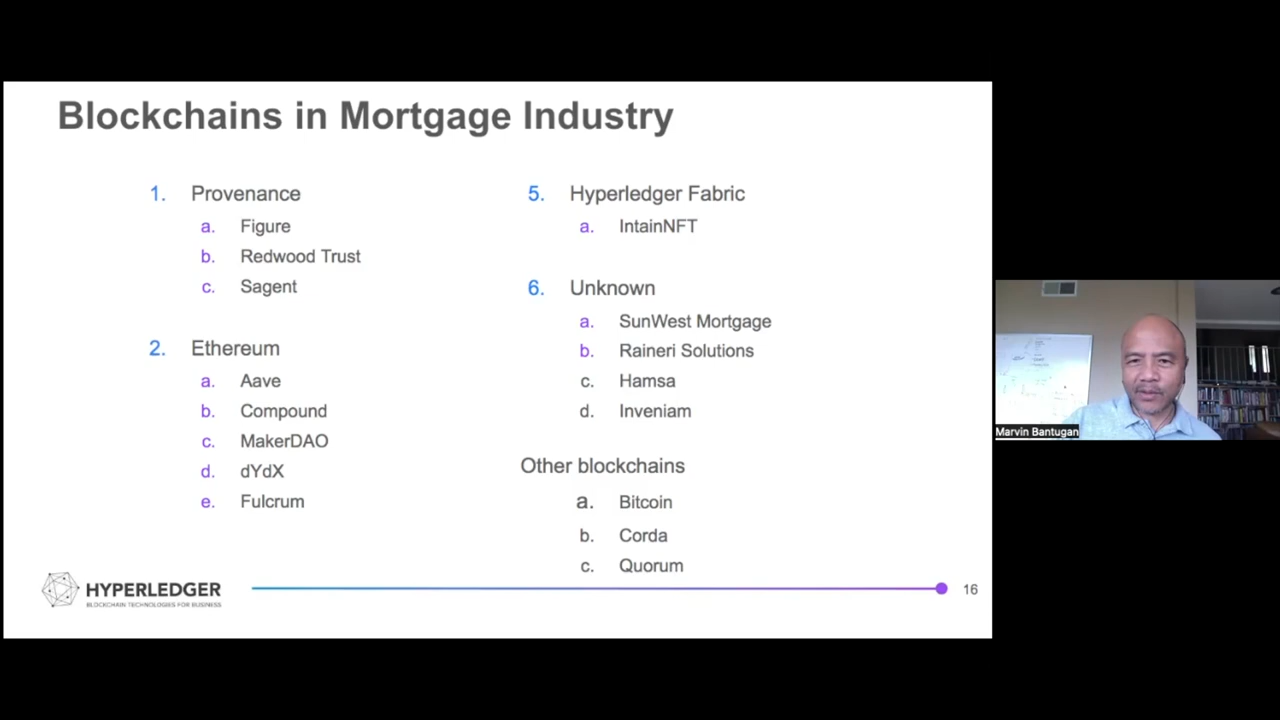 Blockchains in Mortgage Industry
1. Provenance
a. Figure
b. Redwood Trust
c. Sagent
2. Ethereum
a. Aave
b. Compound
c. MakerDAO
d. dYdX
e. Fulcrum
5. Hyperledger Fabric
a. IntainNFT
6. Unknown
a. SunWest Mortgage
b. Raineri Solutions
c. Hamsa
d. Inveniam
Other blockchains
a. Bitcoin
b. Corda
c. Quorum
HYPERLEDGER
BLOCKCHAIN TECHNOLOGIES FOR BUSINESS
16
Marvin Bantugan